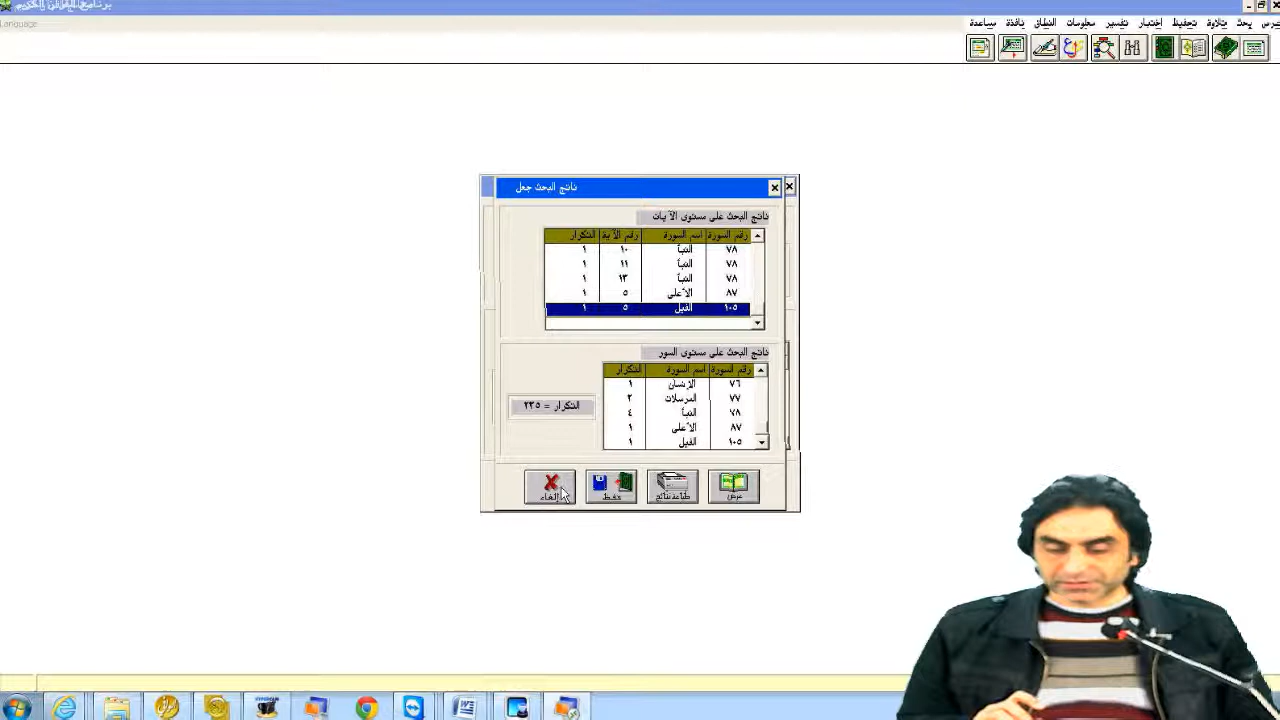 برنامج القرآن الكريم
Language
بحث تلاوة تحفيظ اختبار تفسير معلومات النطاق نافذة مساعدة
ناتج البحث جعل
ناتج البحث على مستوى الآيات
رقم السورة اسم السورة رقم الآية التكرار
٧٨ النبأ ١٠ ١
٧٨ النبأ ١١ ١
٧٨ النبأ ١٣ ١
٨٧ الأعلى ٥ ١
١٠٥ الفيل ٥ ١
ناتج البحث على مستوى السور
رقم السورة اسم السورة التكرار
٧٦ الإنسان ١
٧٧ المرسلات ٢
٧٨ النبأ ٤
٨٧ الأعلى ١
١٠٥ الفيل ١
التكرار = ٢٣٥
عرض طباعة نتائج حفظ إلغاء